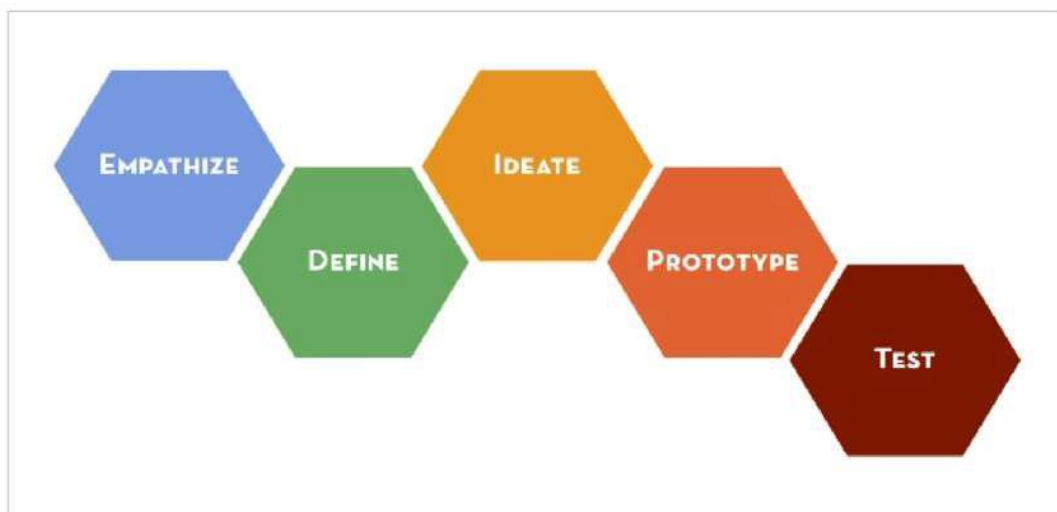 EMPATHIZE
DEFINE
IDEATE
PROTOTYPE
TEST